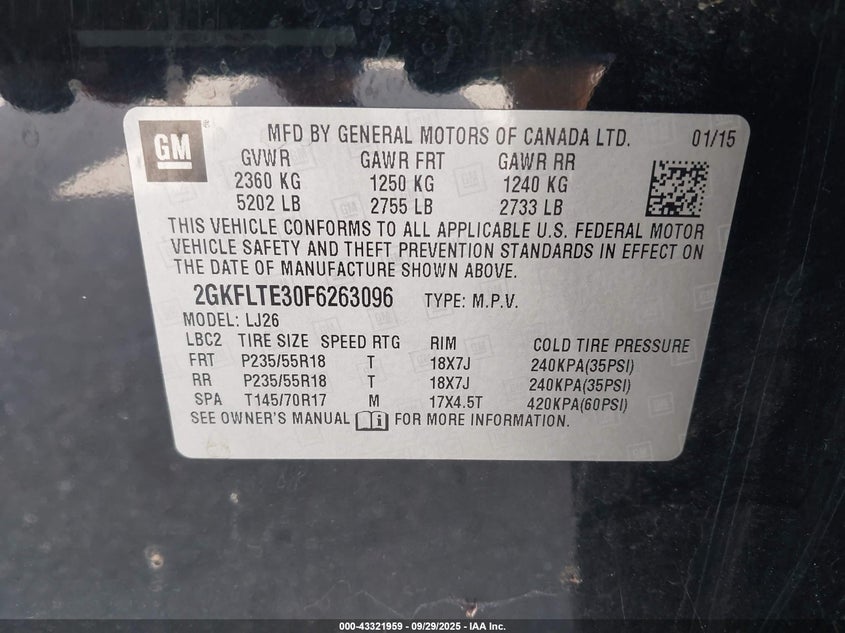 GM
MFD BY GENERAL MOTORS OF CANADA LTD. 01/15
GVWR GAWR FRT GAWR RR
2360 KG 1250 KG 1240 KG
5202 LB 2755 LB 2733 LB
THIS VEHICLE CONFORMS TO ALL APPLICABLE U.S. FEDERAL MOTOR
VEHICLE SAFETY AND THEFT PREVENTION STANDARDS IN EFFECT ON
THE DATE OF MANUFACTURE SHOWN ABOVE.
2GKFLTE30F6263096 TYPE: M.P.V.
MODEL: LJ26
LBC2 TIRE SIZE SPEED RTG RIM COLD TIRE PRESSURE
FRT P235/55R18 T 18X7J 240KPA(35PSI)
RR P235/55R18 T 18X7J 240KPA(35PSI)
SPA T145/70R17 M 17X4.5T 420KPA(60PSI)
SEE OWNER'S MANUAL FOR MORE INFORMATION.
000-43321959 - 09/29/2025 - IAA Inc.